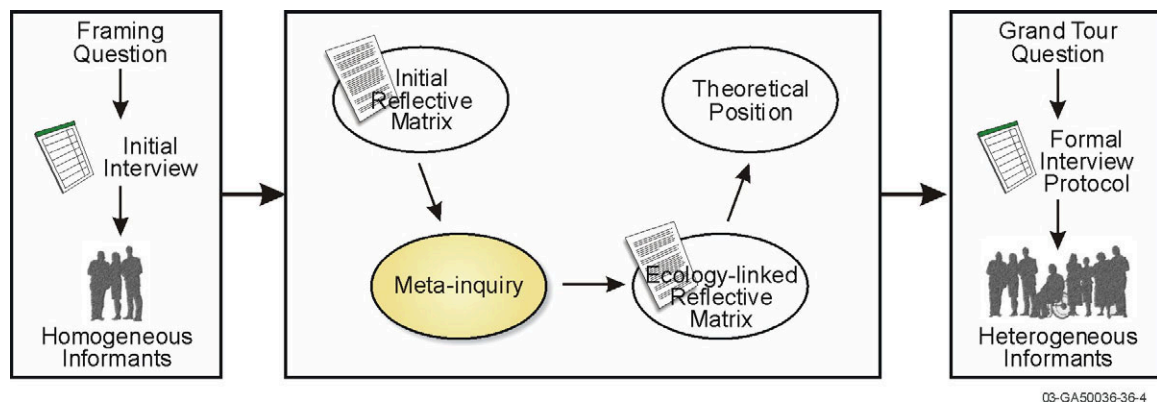 Framing
Question
Initial
Interview
Homogeneous
Informants
Initial
Reflective
Matrix
Meta-inquiry
Ecology-linked
Reflective
Matrix
Theoretical
Position
Grand Tour
Question
Formal
Interview
Protocol
Heterogeneous
Informants
03-GA50036-36-4